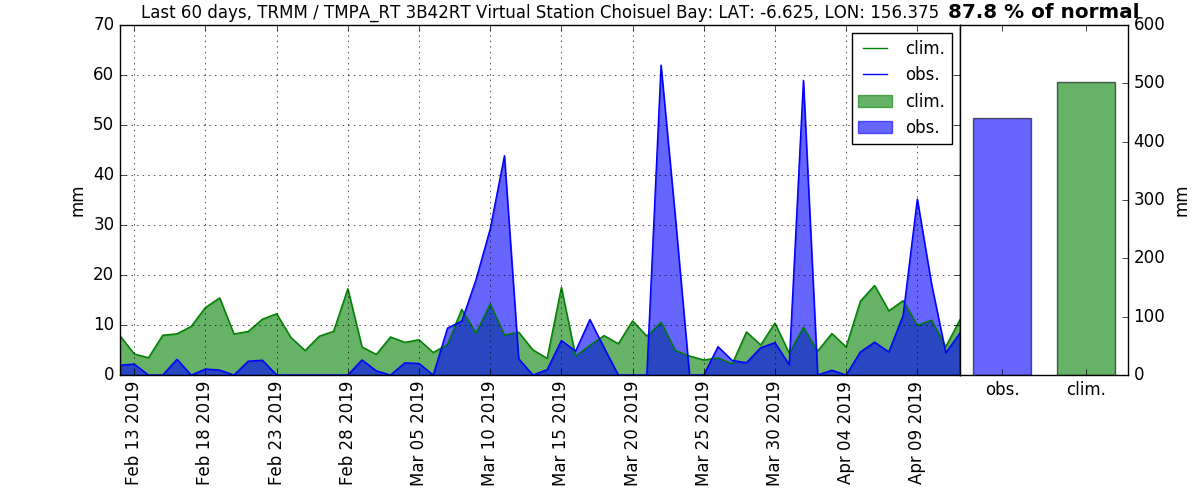 Last 60 days, TRMM / TMPA_RT 3B42RT Virtual Station Choisuel Bay: LAT: -6.625, LON: 156.375 87.8 % of normal
70
60
50
40
30
20
10
0
mm
clim.
obs.
clim.
obs.
Feb 13 2019
Feb 18 2019
Feb 23 2019
Feb 28 2019
Mar 05 2019
Mar 10 2019
Mar 15 2019
Mar 20 2019
Mar 25 2019
Mar 30 2019
Apr 04 2019
Apr 09 2019
obs.
clim.
600
500
400
300
200
100
0
mm